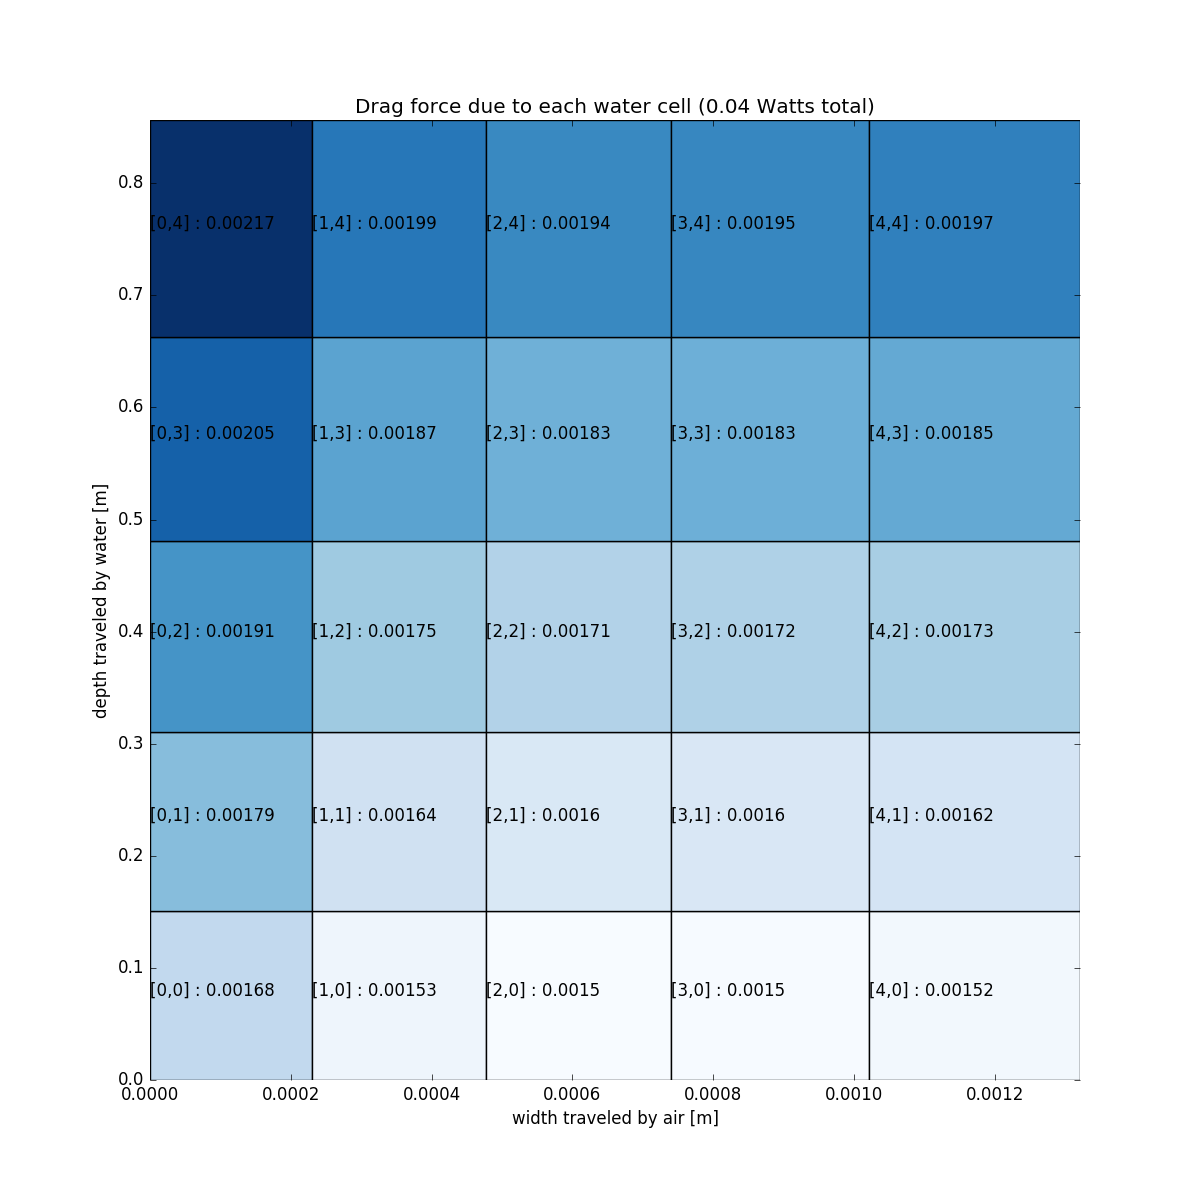 Drag force due to each water cell (0.04 Watts total)
0.8
[0,4] : 0.00217 [1,4] : 0.00199 [2,4] : 0.00194 [3,4] : 0.00195 [4,4] : 0.00197
0.7
0.6
[0,3] : 0.00205 [1,3] : 0.00187 [2,3] : 0.00183 [3,3] : 0.00183 [4,3] : 0.00185
0.5
depth traveled by water [m]
0.4 [0,2] : 0.00191 [1,2] : 0.00175 [2,2] : 0.00171 [3,2] : 0.00172 [4,2] : 0.00173
0.3
[0,1] : 0.00179 [1,1] : 0.00164 [2,1] : 0.0016 [3,1] : 0.0016 [4,1] : 0.00162
0.2
0.1
[0,0] : 0.00168 [1,0] : 0.00153 [2,0] : 0.0015 [3,0] : 0.0015 [4,0] : 0.00152
0.0
0.0000 0.0002 0.0004 0.0006 0.0008 0.0010 0.0012
width traveled by air [m]